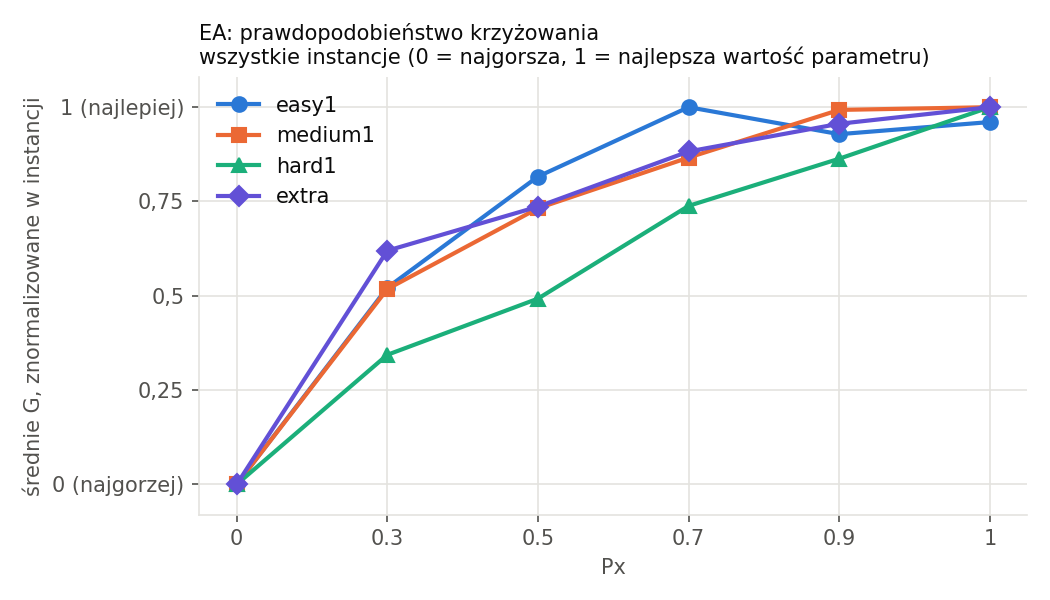 EA: prawdopodobieństwo krzyżowania
wszystkie instancje (0 = najgorsza, 1 = najlepsza wartość parametru)
średnie G, znormalizowane w instancji
1 (najlepiej)
0,75
0,5
0,25
0 (najgorzej)
easy1
medium1
hard1
extra
0
0.3
0.5
0.7
0.9
1
Px